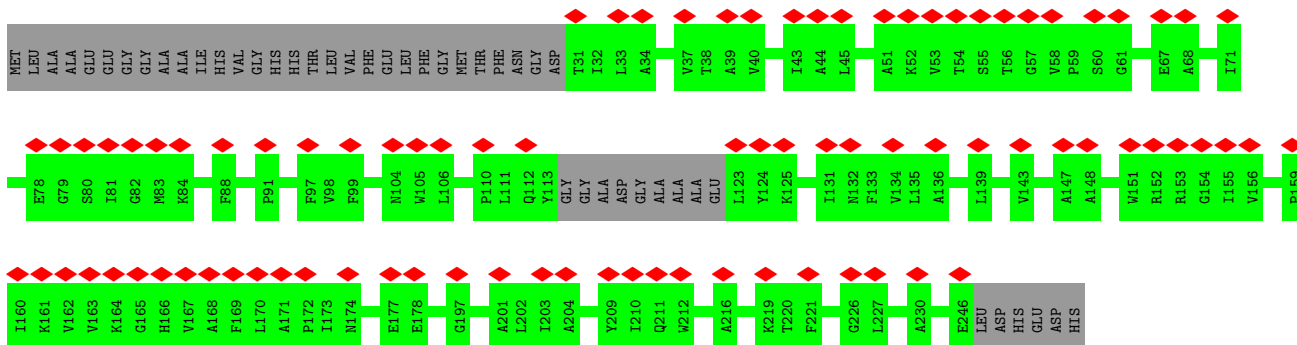 MET LEU ALA ALA GLU GLU GLY GLY ALA ALA ILE HIS VAL GLY HIS HIS THR LEU VAL PHE GLU LEU PHE GLY MET THR PHE ASN GLY ASP T31 I32 L33 A34 V37 T38 A39 V40 I43 A44 L45 A51 K52 V53 T54 S55 T56 G57 V58 P59 S60 G61 E67 A68 I71
E78 G79 S80 I81 G82 M83 K84 F88 P91 F97 V98 F99 N104 W105 L106 P110 L111 Q112 Y113 GLY GLY ALA ASP GLY ALA ALA ALA GLU L123 Y124 K125 I131 N132 F133 V134 L135 A136 L139 V143 A147 A148 W151 R152 R153 G154 I155 V156 P159
I160 K161 V162 V163 K164 G165 H166 V167 A168 F169 L170 A171 P172 I173 N174 E177 E178 G197 A201 L202 I203 A204 Y209 I210 Q211 W212 A216 K219 T220 F221 G226 L227 A230 E246 LEU ASP HIS GLU ASP HIS